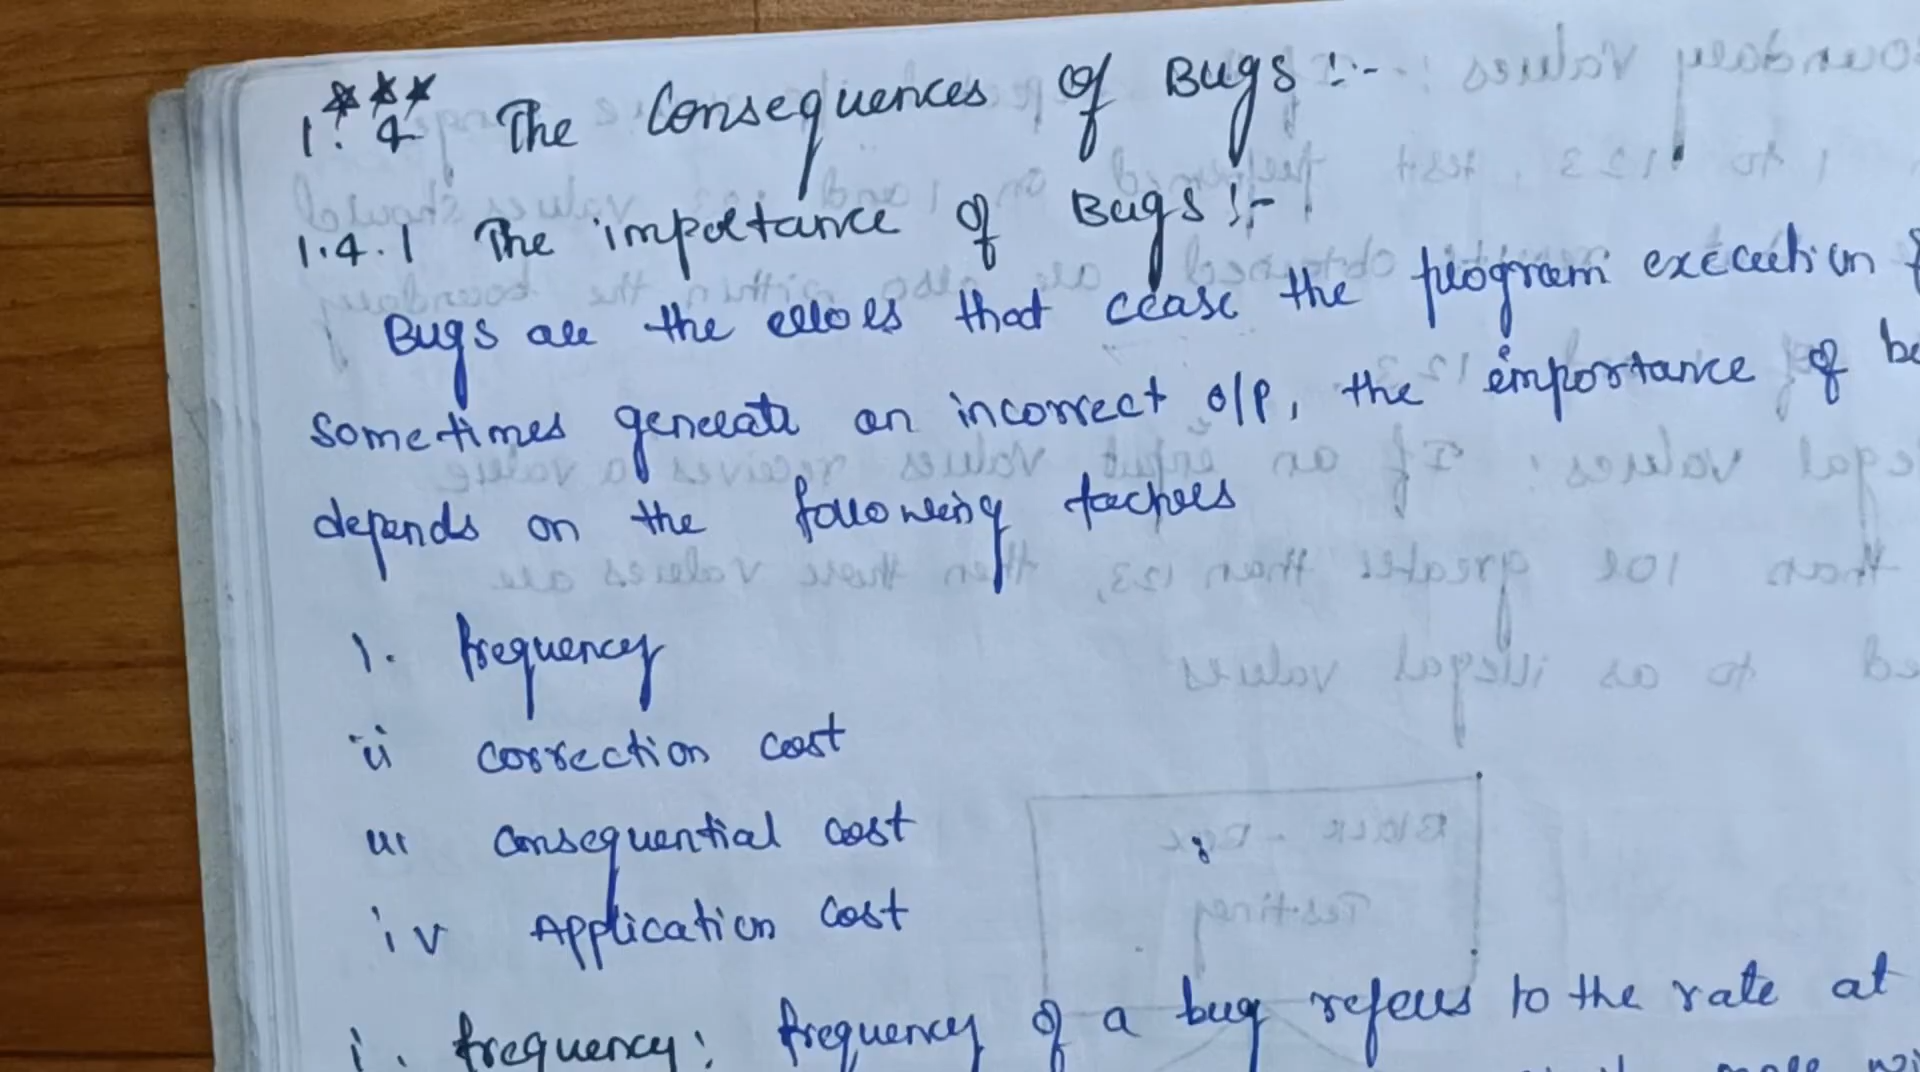 ***
1.4 The Consequences of Bugs :-
1.4.1 The importance of Bugs :-
Bugs are the errors that cease the program execution
sometimes generate an incorrect o/p, the importance of
depends on the following factors
1. frequency
ii correction cost
iii consequential cost
iv Application cost
i. frequency: frequency of a bug refers to the rate at